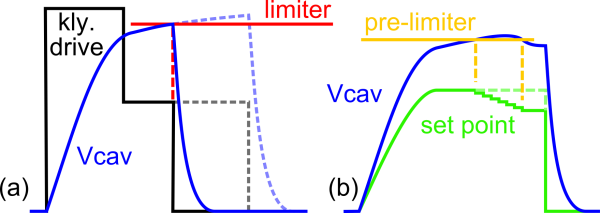 limiter
kly.
drive
Vcav
(a)
pre-limiter
Vcav
set point
(b)